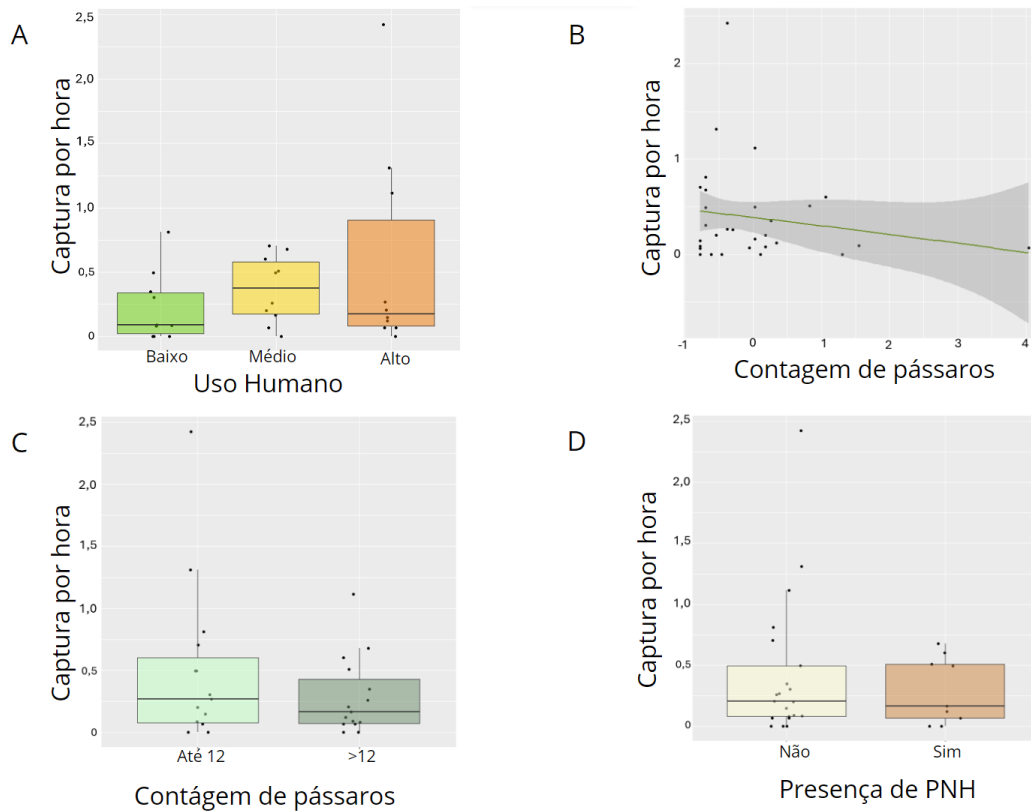 A
Captura por hora
2,5
2,0
1,5
1,0
0,5
0
Baixo Médio Alto
Uso Humano
B
Captura por hora
2
1
0
-1 0 1 2 3 4
Contagem de pássaros
C
Captura por hora
2,5
2,0
1,5
1,0
0,5
0
Até 12 >12
Contágem de pássaros
D
Captura por hora
2,5
2,0
1,5
1,0
0,5
0
Não Sim
Presença de PNH